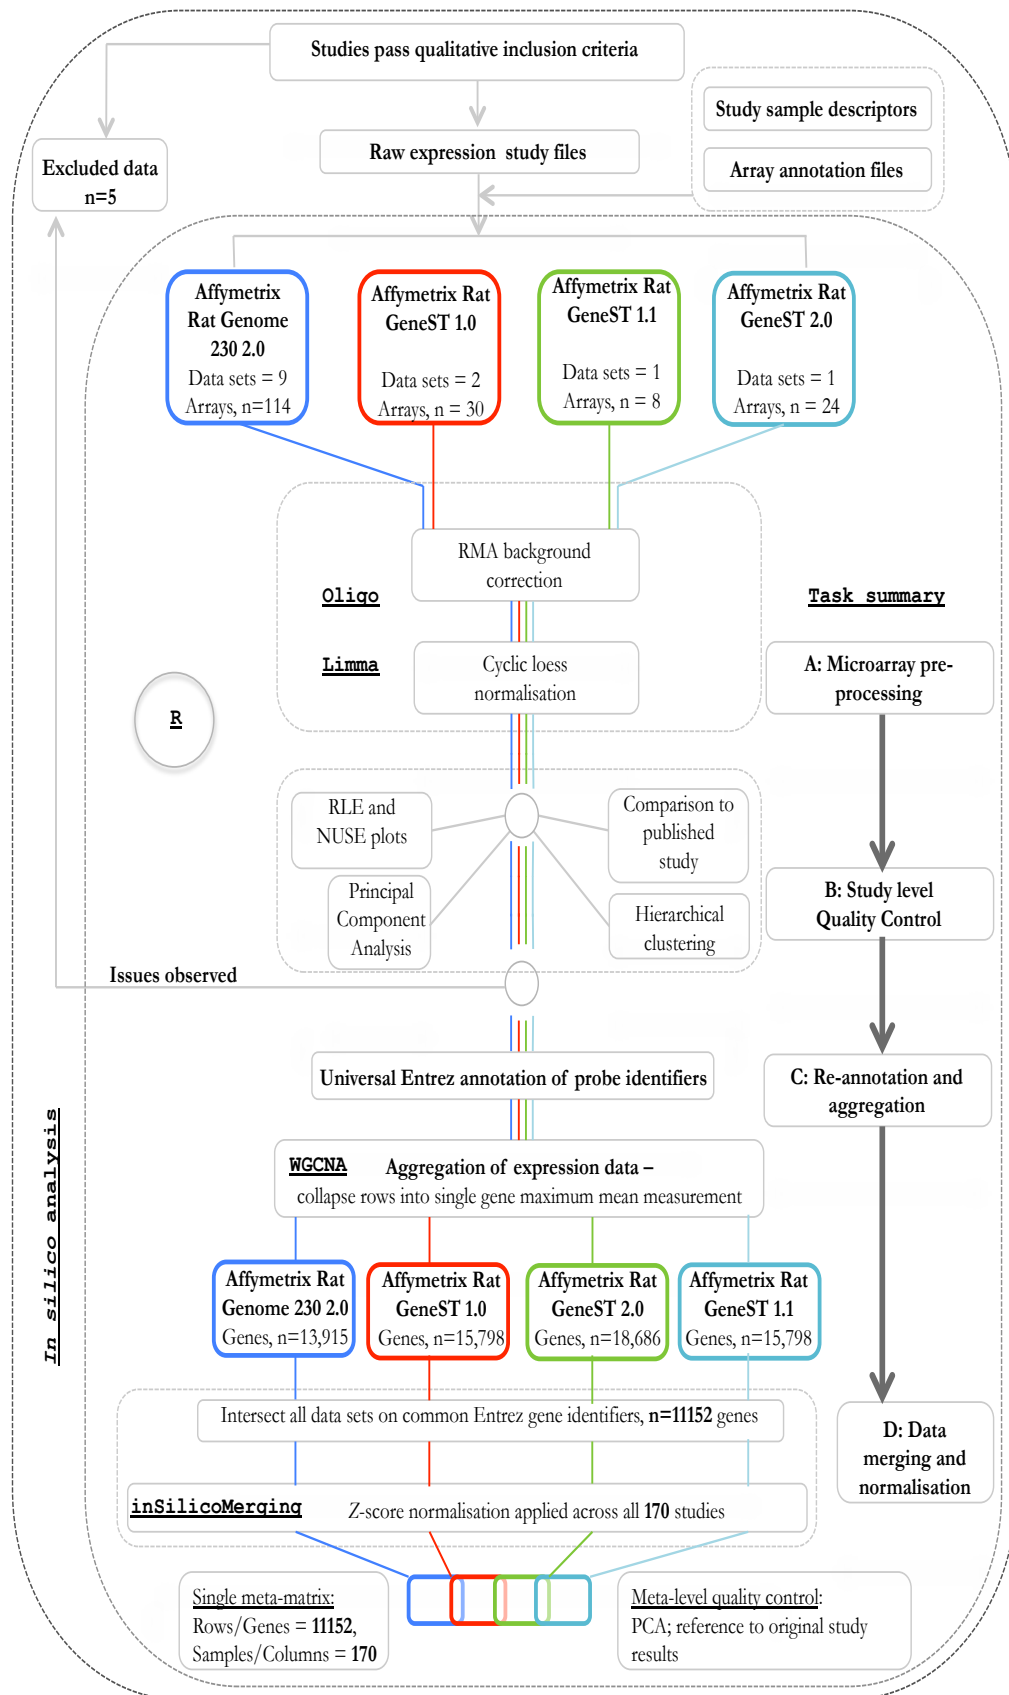 Studies pass qualitative inclusion criteria
Study sample descriptors
Array annotation files
Raw expression study files
Excluded data
n=5
Affymetrix
Rat Genome
230 2.0
Data sets = 9
Arrays, n=114
Affymetrix Rat
GeneST 1.0
Data sets = 2
Arrays, n = 30
Affymetrix Rat
GeneST 1.1
Data sets = 1
Arrays, n = 8
Affymetrix Rat
GeneST 2.0
Data sets = 1
Arrays, n = 24
RMA background
correction
Oligo
Limma
Cyclic loess
normalisation
R
Task summary
A: Microarray pre-
processing
RLE and
NUSE plots
Comparison to
published
study
Principal
Component
Analysis
Hierarchical
clustering
B: Study level
Quality Control
Issues observed
Universal Entrez annotation of probe identifiers
C: Re-annotation and
aggregation
In silico analysis
WGCNA Aggregation of expression data –
collapse rows into single gene maximum mean measurement
Affymetrix Rat
Genome 230 2.0
Genes, n=13,915
Affymetrix Rat
GeneST 1.0
Genes, n=15,798
Affymetrix Rat
GeneST 2.0
Genes, n=18,686
Affymetrix Rat
GeneST 1.1
Genes, n=15,798
Intersect all data sets on common Entrez gene identifiers, n=11152 genes
D: Data
merging and
normalisation
inSilicoMerging Z-score normalisation applied across all 170 studies
Single meta-matrix:
Rows/Genes = 11152,
Samples/Columns = 170
Meta-level quality control:
PCA; reference to original study
results